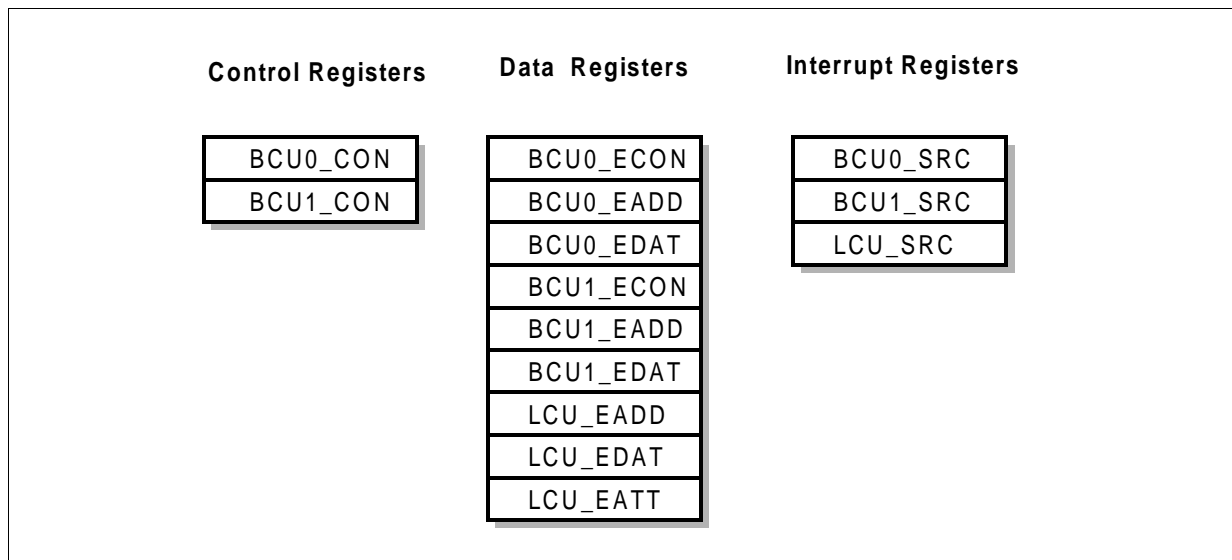 Control Registers
BCU0_CON
BCU1_CON
Data Registers
BCU0_ECON
BCU0_EADD
BCU0_EDAT
BCU1_ECON
BCU1_EADD
BCU1_EDAT
LCU_EADD
LCU_EDAT
LCU_EATT
Interrupt Registers
BCU0_SRC
BCU1_SRC
LCU_SRC